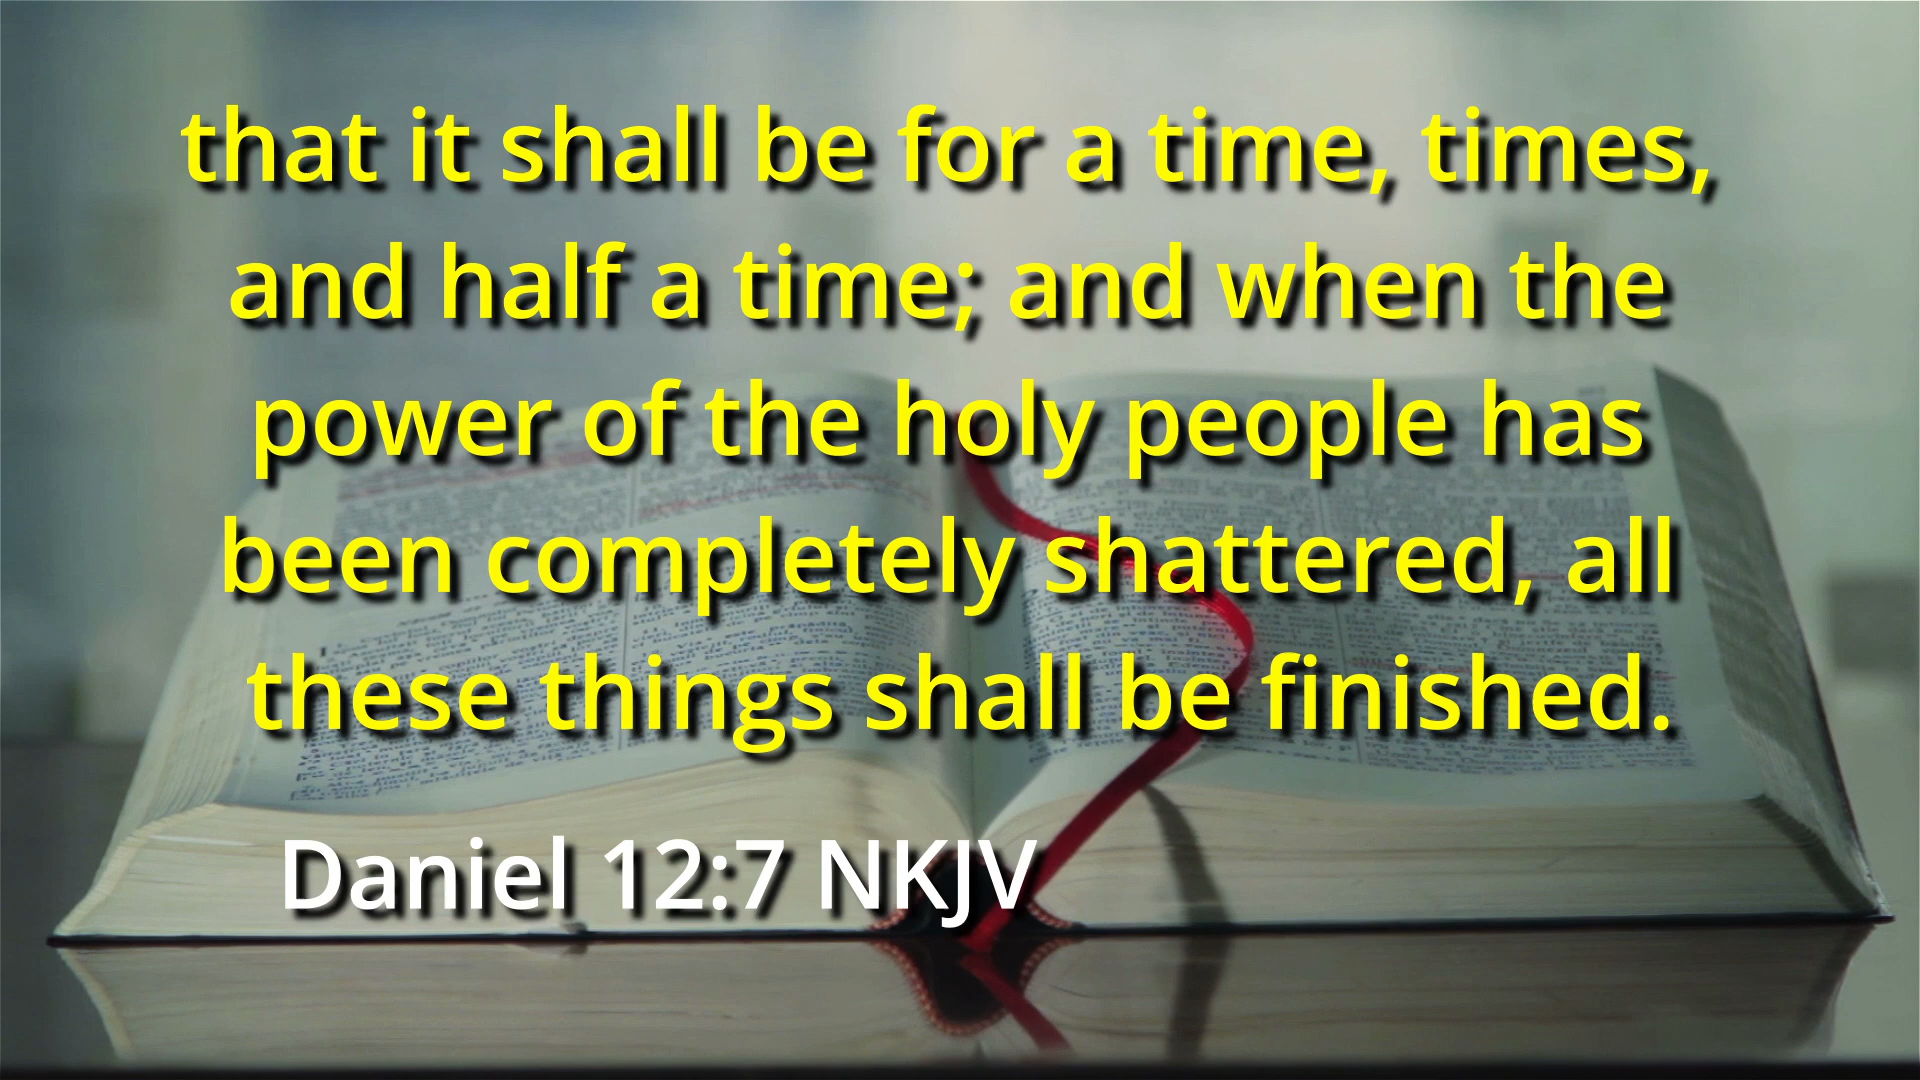 that it shall be for a time, times,
and half a time; and when the
power of the holy people has
been completely shattered, all
these things shall be finished.
Daniel 12:7 NKJV